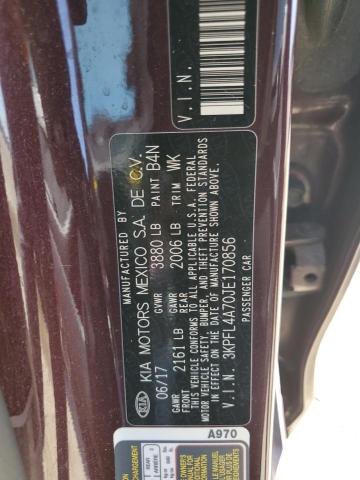 V.I.N.
MANUFACTURED BY
KIA KIA MOTORS MEXICO S.A. DE C.V.
06/17 GVWR 3880 LB PAINT B4N
GAWR FRONT 2161 LB GAWR REAR 2006 LB TRIM WK
THIS VEHICLE CONFORMS TO ALL APPLICABLE U.S.A. FEDERAL
MOTOR VEHICLE SAFETY, BUMPER, AND THEFT PREVENTION STANDARDS
IN EFFECT ON THE DATE OF MANUFACTURE SHOWN ABOVE.
V.I.N.: 3KPFL4A70JE170856
PASSENGER CAR
A970
REAR